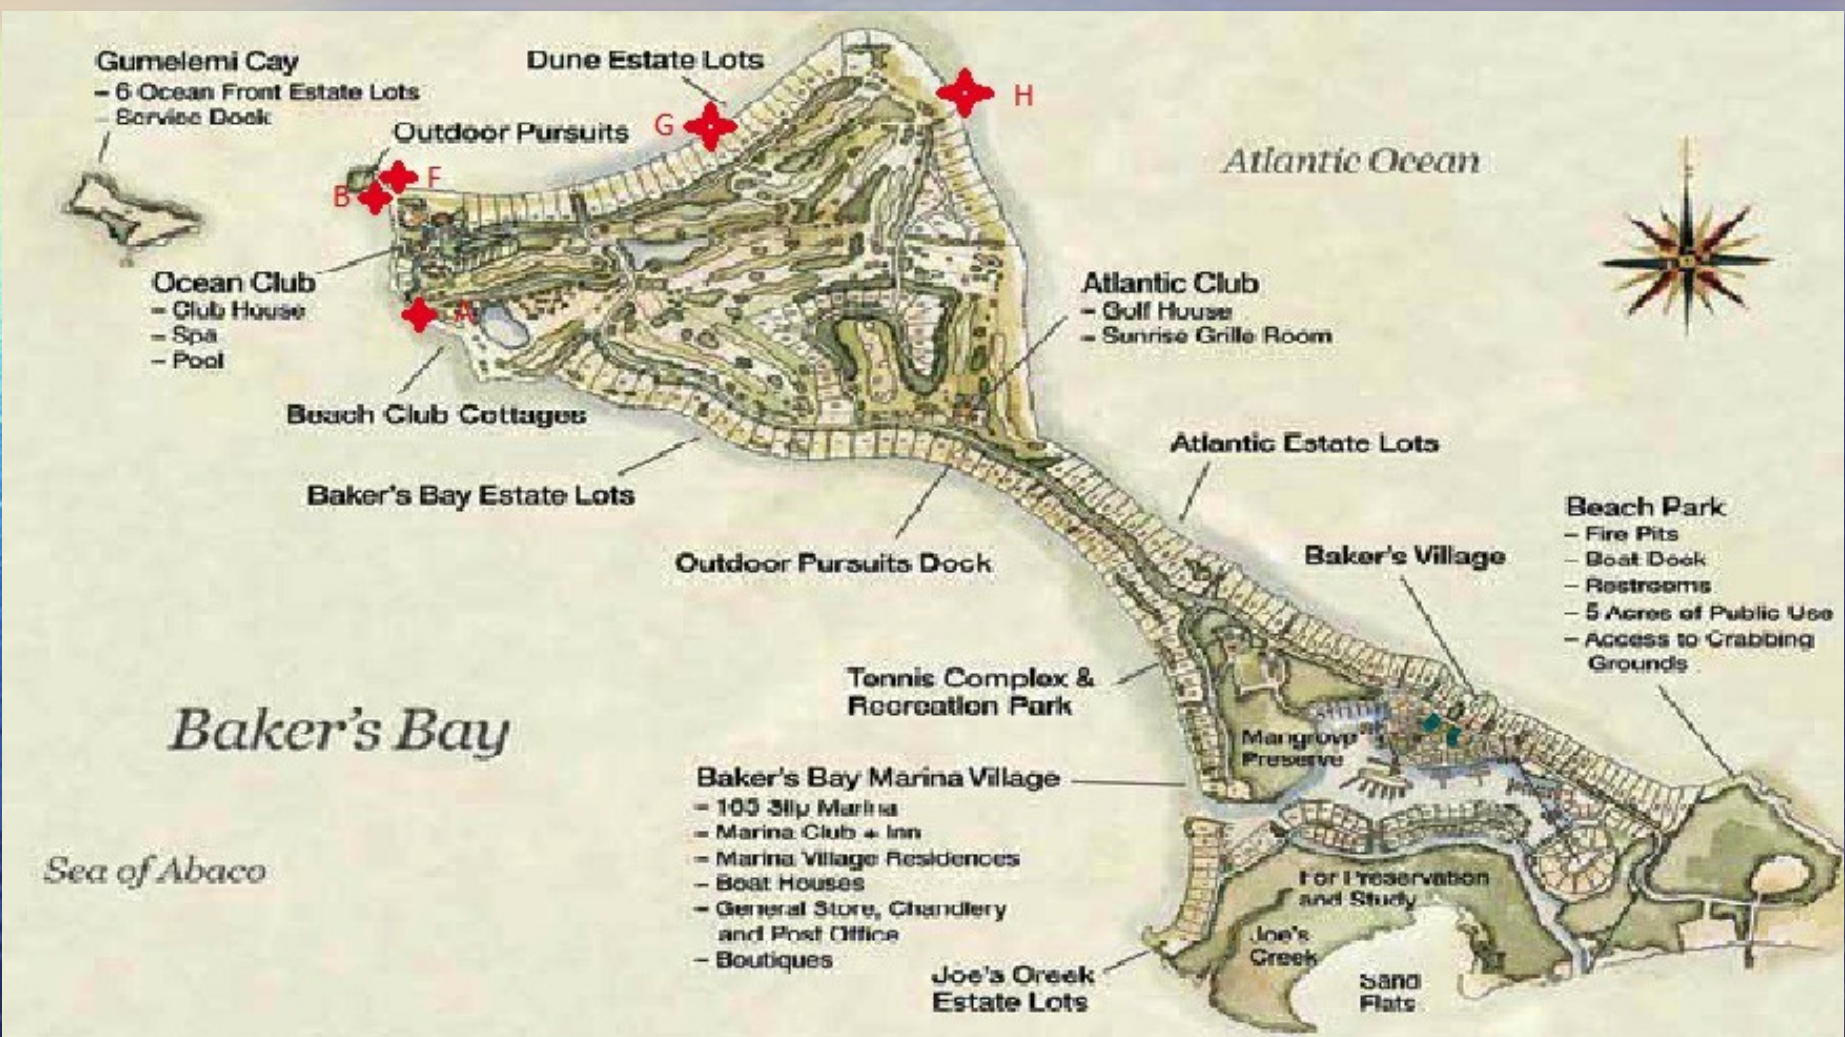 Gumelemi Cay
- 6 Ocean Front Estate Lots
- Service Dock
Dune Estate Lots
Outdoor Pursuits
G
H
F
B
Atlantic Ocean
Ocean Club
- Club House
- Spa
- Pool
A
Atlantic Club
- Golf House
- Sunrise Grille Room
Beach Club Cottages
Atlantic Estate Lots
Baker's Bay Estate Lots
Outdoor Pursuits Dock
Baker's Village
Beach Park
- Fire Pits
- Boat Dock
- Restrooms
- 5 Acres of Public Use
- Access to Crabbing
Grounds
Tennis Complex &
Recreation Park
Baker's Bay
Mangrove
Preserve
Baker's Bay Marina Village
- 165 Slip Marina
- Marina Club + Inn
- Marina Village Residences
- Boat Houses
- General Store, Chandlery
and Post Office
- Boutiques
Sea of Abaco
For Preservation
and Study
Joe's
Creek
Joe's Creek
Estate Lots
Sand
Flats